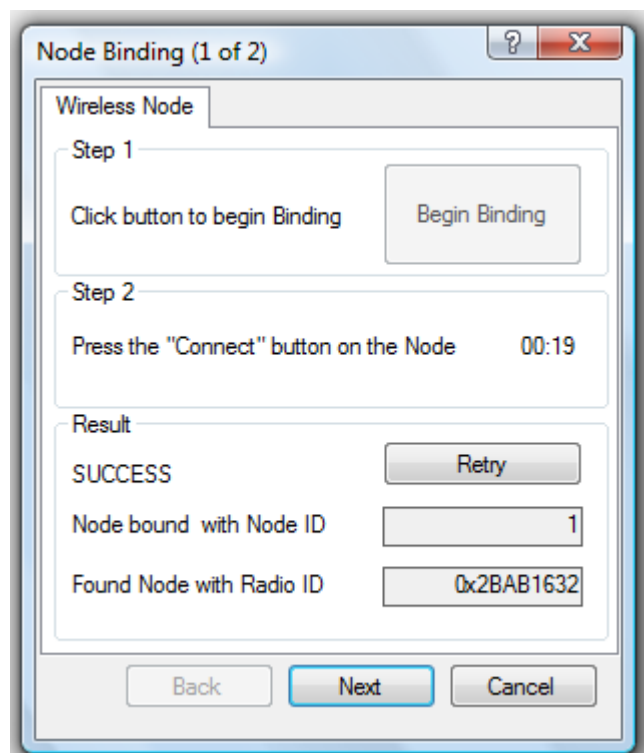 Node Binding (1 of 2)
Wireless Node
Step 1
Click button to begin Binding Begin Binding
Step 2
Press the "Connect" button on the Node 00:19
Result
SUCCESS Retry
Node bound with Node ID 1
Found Node with Radio ID 0x2BAB1632
Back Next Cancel